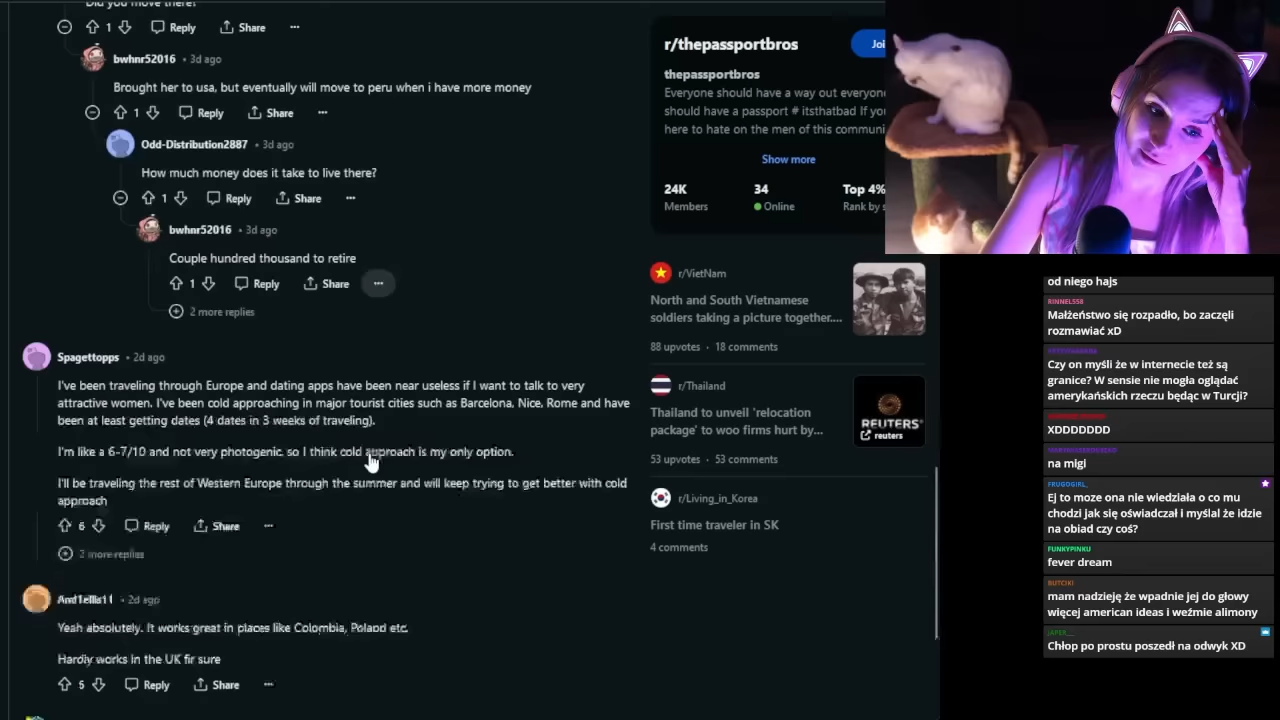 Did you move there?
1 Reply Share
bwhnr52016 • 3d ago
Brought her to usa, but eventually will move to peru when i have more money
1 Reply Share
Odd-Distribution2887 • 3d ago
How much money does it take to live there?
1 Reply Share
bwhnr52016 • 3d ago
Couple hundred thousand to retire
1 Reply Share
2 more replies
Spagettopps • 2d ago
I've been traveling through Europe and dating apps have been near useless if I want to talk to very
attractive women. I've been cold approaching in major tourist cities such as Barcelona, Nice, Rome and have
been at least getting dates (4 dates in 3 weeks of traveling).
I'm like a 6-7/10 and not very photogenic. so I think cold approach is my only option.
I'll be traveling the rest of Western Europe through the summer and will keep trying to get better with cold
approach
6 Reply Share
more replies
• 2d ago
Yeah absolutely. It works great in places like Colombia, Poland etc.
Hardly works in the UK fir sure
5 Reply Share
r/thepassportbros
Joi
thepassportbros
Everyone should have a way out everyone
should have a passport # itsthatbad If you
here to hate on the men of this communi
Show more
24K 34 Top 4%
Members Online Rank by s
r/VietNam
North and South Vietnamese
soldiers taking a picture together....
88 upvotes • 18 comments
r/Thailand
Thailand to unveil 'relocation
package' to woo firms hurt by...
53 upvotes • 53 comments
REUTERS
reuters
r/Living_in_Korea
First time traveler in SK
4 comments
od niego hajs
RINNEL558
Małżeństwo się rozpadło, bo zaczęli
rozmawiać xD
Czy on myśli że w internecie też są
granice? W sensie nie mogła oglądać
amerykańskich rzeczu będąc w Turcji?
XDDDDDDD
na migi
FRUGOGIRL_
Ej to moze ona nie wiedziała o co mu
chodzi jak się oświadczał i myślal że idzie
na obiad czy coś?
FUNKYPINKU
fever dream
BUTCIKI
mam nadzieję że wpadnie jej do głowy
więcej american ideas i weźmie alimony
Chłop po prostu poszedł na odwyk XD